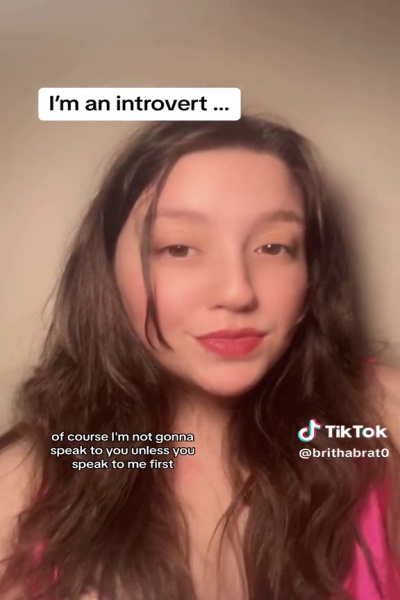 I'm an introvert ...
of course I'm not gonna
speak to you unless you
speak to me first
TikTok
@brithabrat0